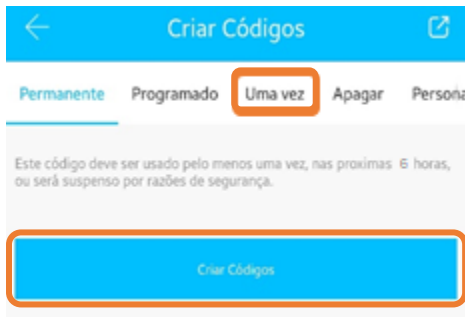 Criar Códigos
Permanente Programado Uma vez Apagar Persona
Este código deve ser usado pelo menos uma vez, nas proximas 6 horas,
ou será suspenso por razões de segurança.
Criar Códigos